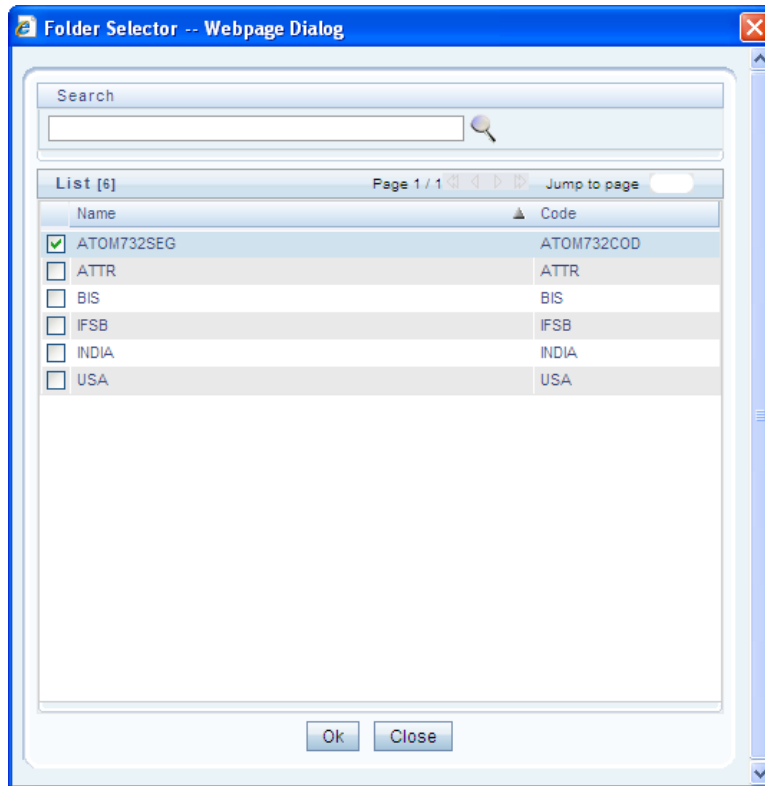 Folder Selector -- Webpage Dialog
Search
List [6] Page 1 / 1 Jump to page
Name Code
ATOM732SEG ATOM732COD
ATTR ATTR
BIS BIS
IFSB IFSB
INDIA INDIA
USA USA
Ok Close